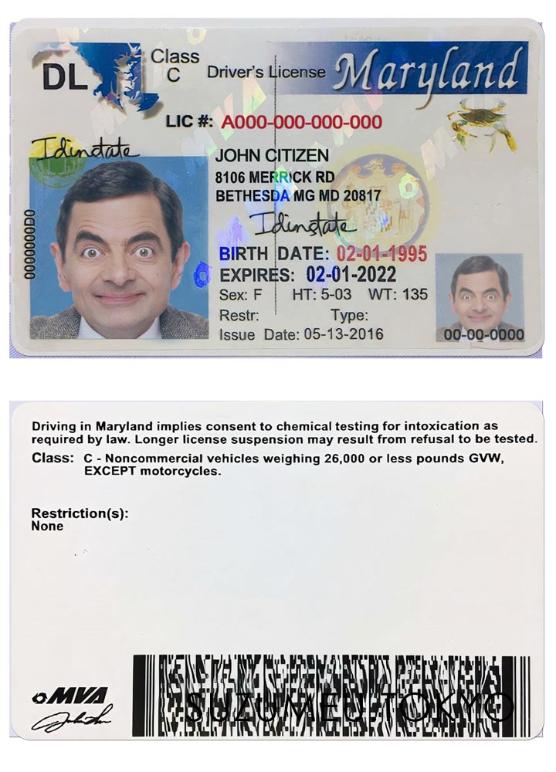 DL
Class
C
Driver's License
Maryland
LIC #: A000-000-000-000
Idinstate
JOHN CITIZEN
8106 MERRICK RD
BETHESDA MG MD 20817
Idinstate
BIRTH DATE: 02-01-1995
EXPIRES: 02-01-2022
Sex: F HT: 5-03 WT: 135
Restr: Type:
Issue Date: 05-13-2016
00-00-0000
0000000D0
MVA
Driving in Maryland implies consent to chemical testing for intoxication as
required by law. Longer license suspension may result from refusal to be tested.
Class: C - Noncommercial vehicles weighing 26,000 or less pounds GVW,
EXCEPT motorcycles.
Restriction(s):
None
MVA
SUZUMEU TOKYO